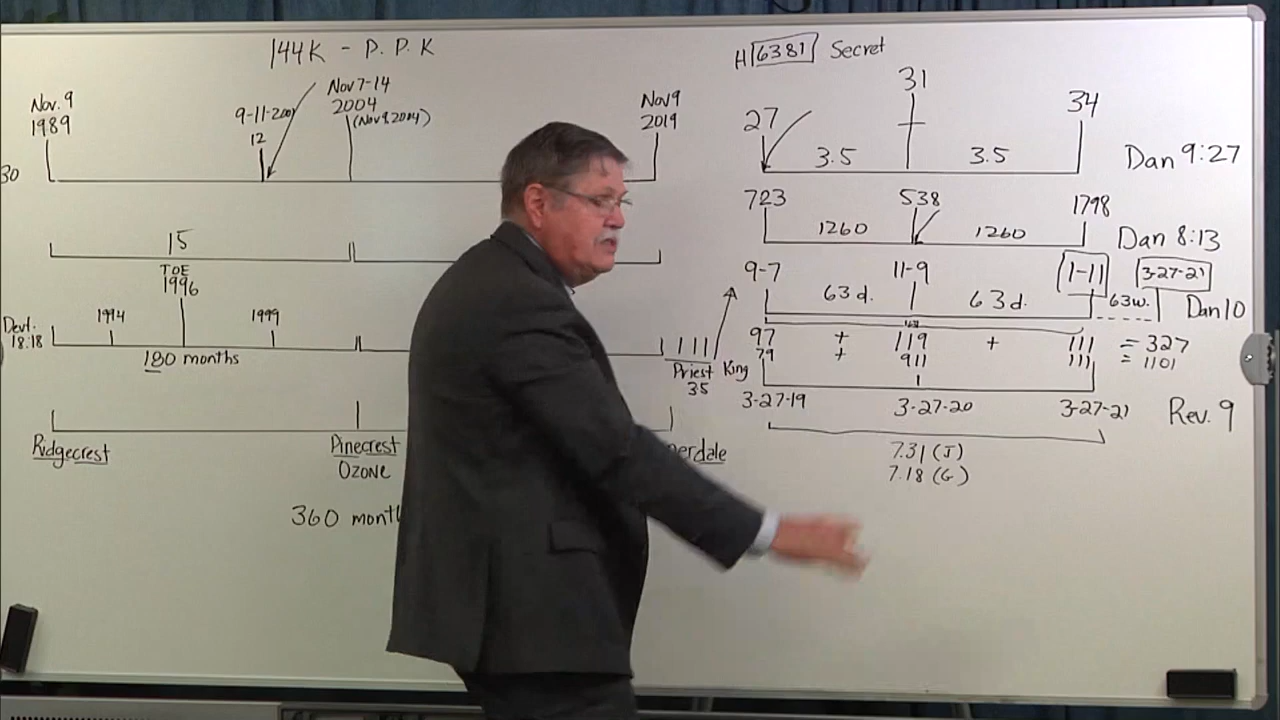 144K - P. P. K
Nov. 9
1989
9-11-2001
12
Nov 7-14
2004
(Nov 9, 2004)
Nov 9
2019
30
15
TOE
1996
1994
1999
Deut.
18:18
180 months
Priest
35
King
Ridgecrest
Pinecrest
Ozone
erdale
360 mont
H 6381 Secret
27
31
34
3.5
3.5
Dan 9:27
723
538
1798
1260
1260
Dan 8:13
9-7
11-9
1-11
3-27-21
63 d.
63 d.
63w.
Dan 10
97 + 119 + 111 = 327
79 + 911 111 = 1101
3-27-19
3-27-20
3-27-21
Rev. 9
7.31 (J)
7.18 (G)